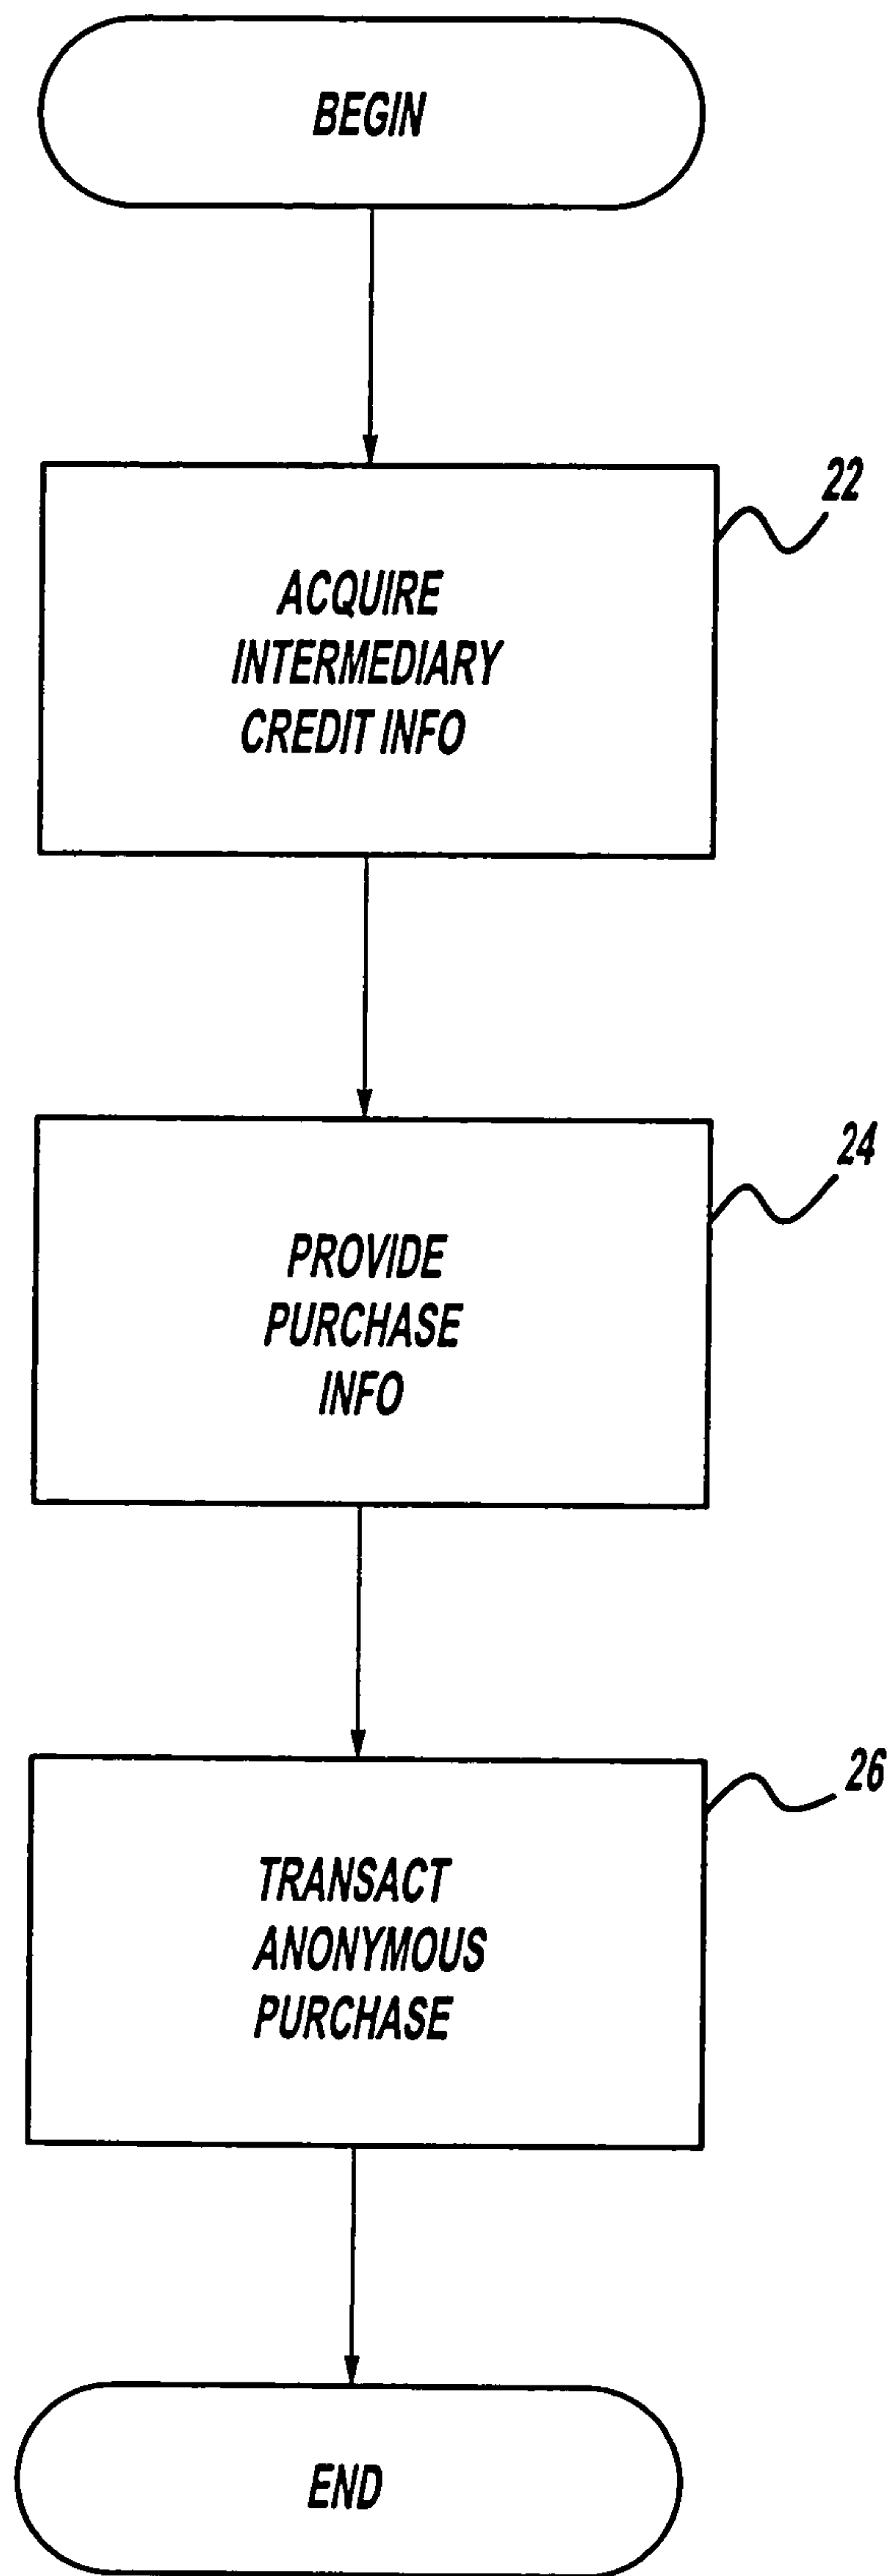 BEGIN
22
ACQUIRE
INTERMEDIARY
CREDIT INFO
24
PROVIDE
PURCHASE
INFO
26
TRANSACT
ANONYMOUS
PURCHASE
END